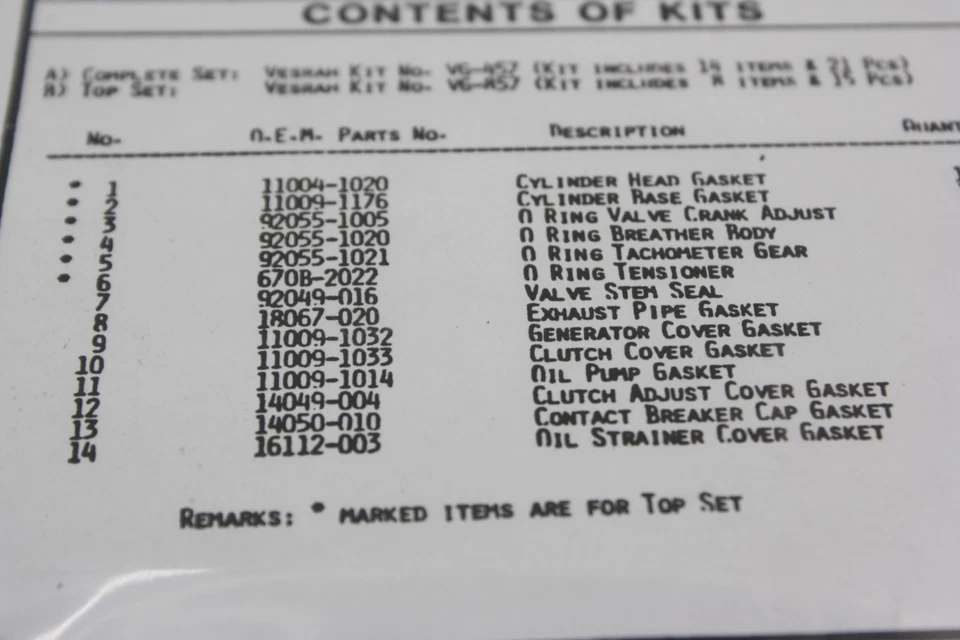 CONTENTS OF KITS
A) COMPLETE SET: VESRAH KIT NO. VG-457 (KIT INCLUDES 14 ITEMS & 21 PCS)
B) TOP SET: VESRAH KIT NO. (KIT INCLUDES 8 ITEMS & 15 PCS)
NO. O.E.M. PARTS NO. DESCRIPTION
* 1 11004-1020 CYLINDER HEAD GASKET
* 2 11009-1176 CYLINDER BASE GASKET
* 3 92055-1005 O RING VALVE CRANK ADJUST
* 4 92055-1020 O RING BREATHER BODY
* 5 92055-1021 O RING TACHOMETER GEAR
* 6 670B-2022 O RING TENSIONER
7 92049-016 VALVE STEM SEAL
8 18067-020 EXHAUST PIPE GASKET
9 11009-1032 GENERATOR COVER GASKET
10 11009-1033 CLUTCH COVER GASKET
11 11009-1014 OIL PUMP GASKET
12 14049-004 CLUTCH ADJUST COVER GASKET
13 14050-010 CONTACT BREAKER CAP GASKET
14 16112-003 OIL STRAINER COVER GASKET
REMARKS: * MARKED ITEMS ARE FOR TOP SET